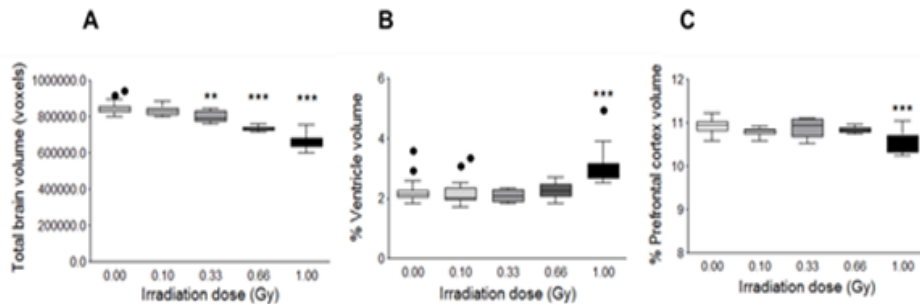 A
B
C
Total brain volume (voxels)
1000000.0
800000.0
600000.0
400000.0
200000.0
0.0
**
***
***
0.00 0.10 0.33 0.66 1.00
Irradiation dose (Gy)
% Ventricle volume
6
4
2
0
***
0.00 0.10 0.33 0.66 1.00
Irradiation dose (Gy)
% Prefrontal cortex volume
12
11
10
9
8
***
0.00 0.10 0.33 0.66 1.00
Irradiation dose (Gy)